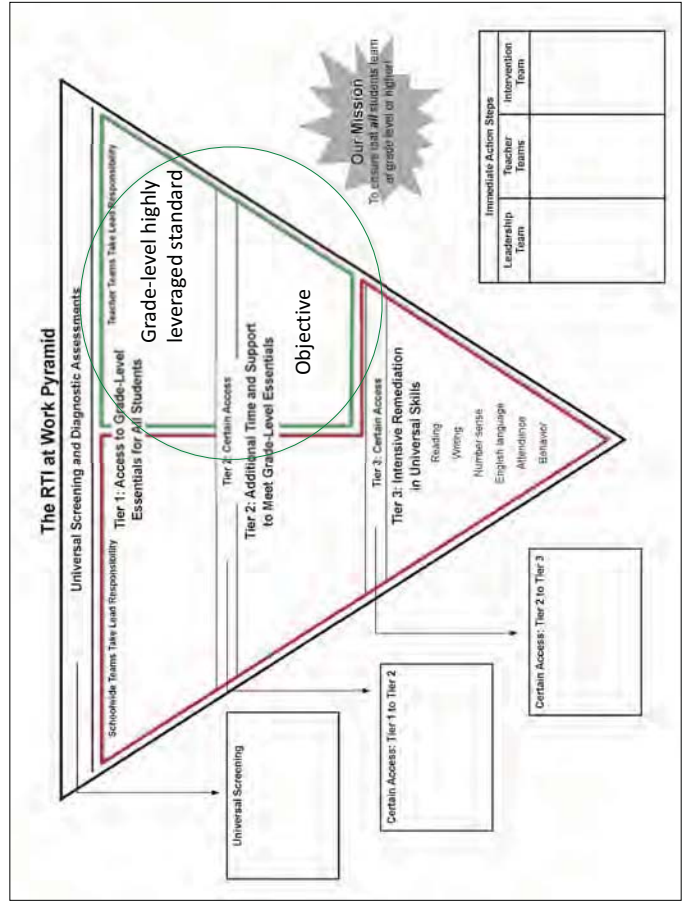 The RTI at Work Pyramid
Universal Screening and Diagnostic Assessments
Schoolwide Teams Take Lead Responsibility
Teacher Teams Take Lead Responsibility
Tier 1: Access to Grade-Level
Essentials for All Students
Grade-level highly
leveraged standard
Tier 2: Certain Access
Tier 2: Additional Time and Support
to Meet Grade-Level Essentials
Objective
Tier 3: Certain Access
Tier 3: Intensive Remediation
in Universal Skills
Reading
Writing
Number sense
English language
Attendance
Behavior
Our Mission
To ensure that all students learn
at grade level or higher!
Universal Screening
Certain Access: Tier 1 to Tier 2
Certain Access: Tier 2 to Tier 3
Immediate Action Steps
Leadership
Team
Teacher
Teams
Intervention
Team